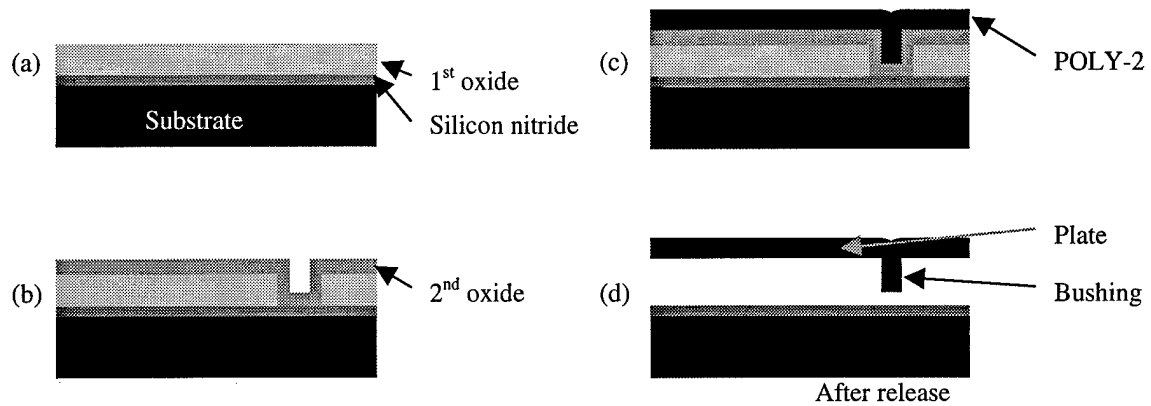 (a)
1st oxide
Substrate
Silicon nitride
(b)
2nd oxide
(c)
POLY-2
(d)
Plate
Bushing
After release